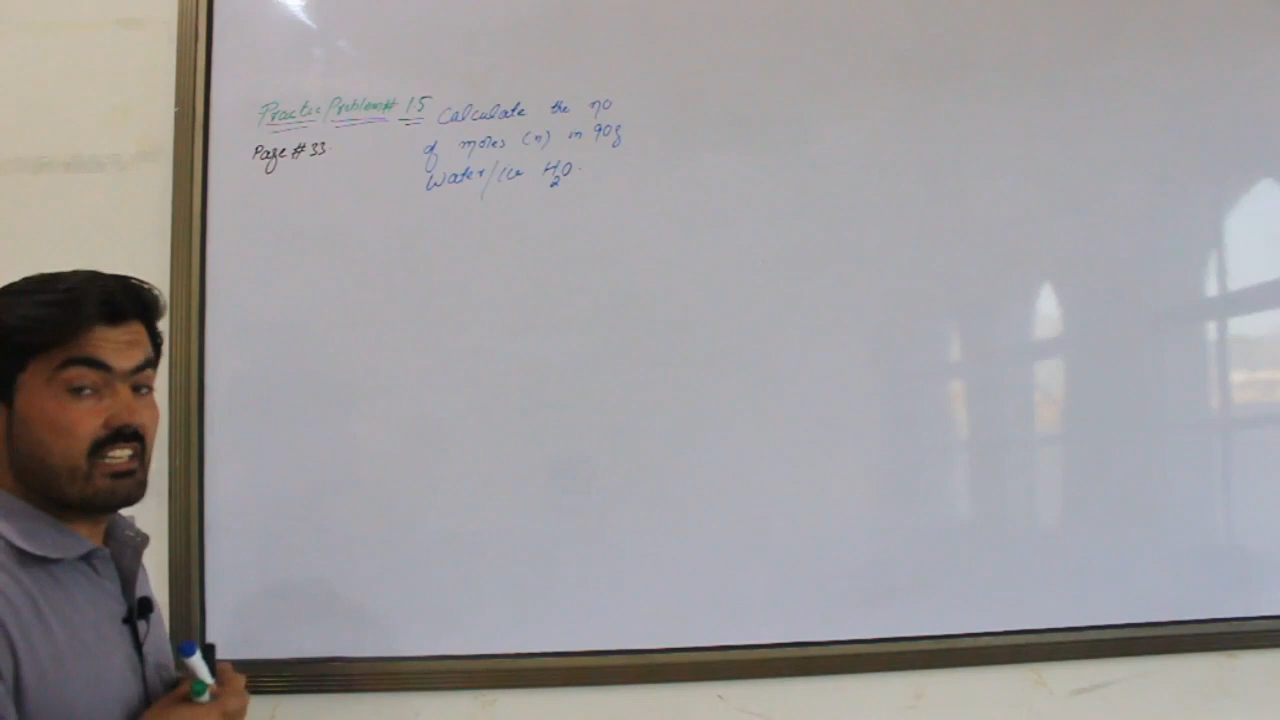 Practice Problem # 15 Calculate the no
Page # 33. of moles (n) in 90g
Water/ice H2O.